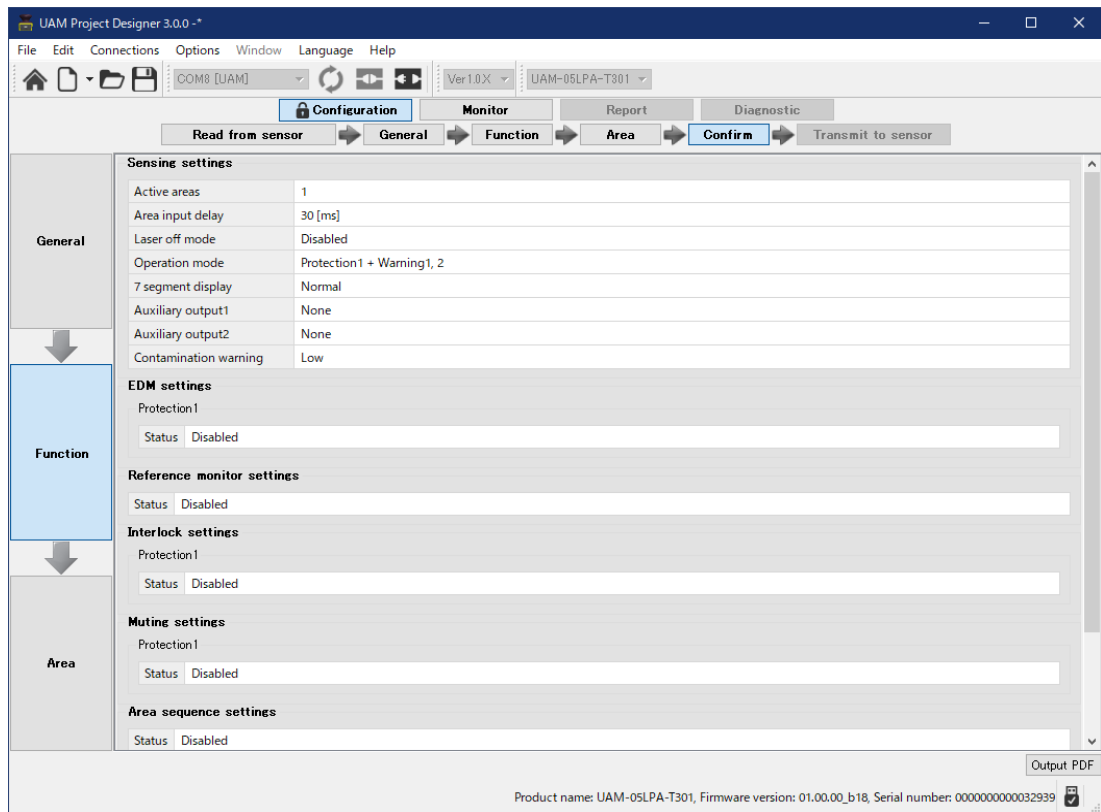 UAM Project Designer 3.0.0 -*
File Edit Connections Options Window Language Help
COM8 [UAM] Ver1.0.X UAM-05LPA-T301
Configuration Monitor Report Diagnostic
Read from sensor General Function Area Confirm Transmit to sensor
General
Function
Area
Sensing settings
Active areas 1
Area input delay 30 [ms]
Laser off mode Disabled
Operation mode Protection1 + Warning1, 2
7 segment display Normal
Auxiliary output1 None
Auxiliary output2 None
Contamination warning Low
EDM settings
Protection1
Status Disabled
Reference monitor settings
Status Disabled
Interlock settings
Protection1
Status Disabled
Muting settings
Protection1
Status Disabled
Area sequence settings
Status Disabled
Output PDF
Product name: UAM-05LPA-T301, Firmware version: 01.00.00_b18, Serial number: 0000000000032939